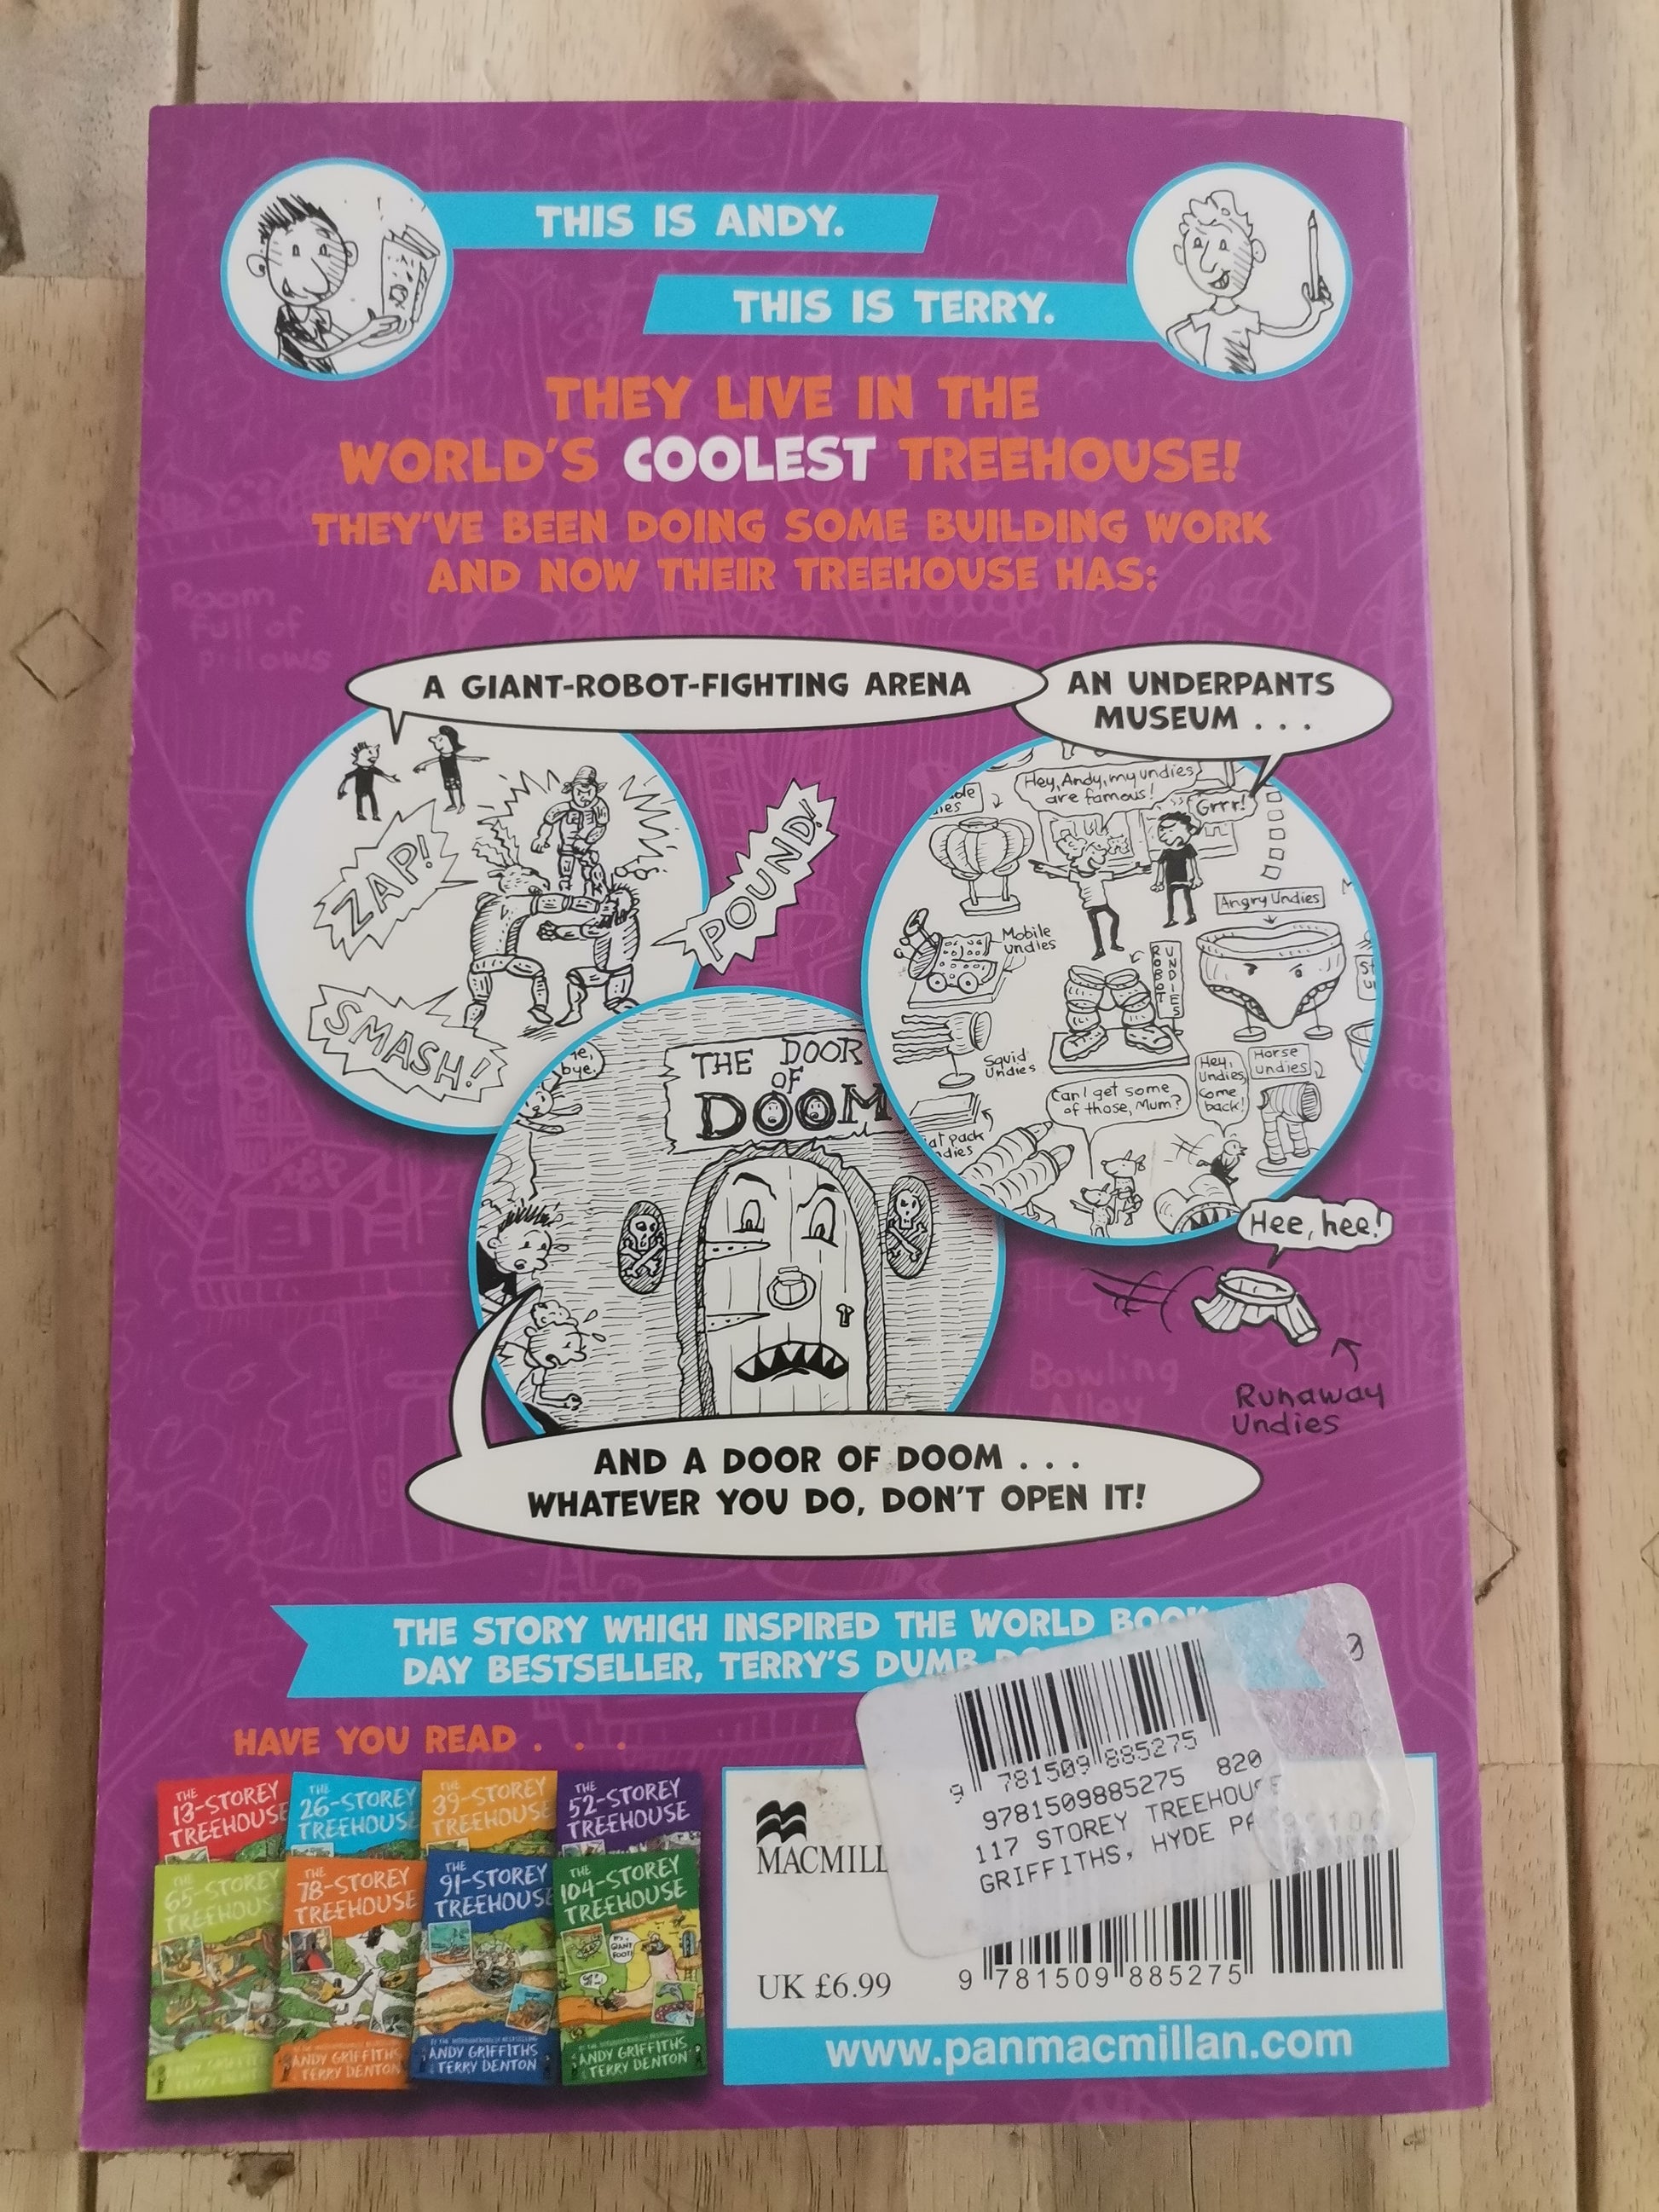 THIS IS ANDY.
THIS IS TERRY.
THEY LIVE IN THE
WORLD'S COOLEST TREEHOUSE!
THEY'VE BEEN DOING SOME BUILDING WORK
AND NOW THEIR TREEHOUSE HAS:
Room
full of
pillows
A GIANT-ROBOT-FIGHTING ARENA
AN UNDERPANTS
MUSEUM . . .
ZAP!
POUND!
SMASH!
Hey, Andy, my undies
are famous!
Grrr!
Angry Undies
Mobile
undies
ROBOT UNDIES
Squid
Undies
Horse
undies
Hey,
Undies,
come
back!
Can I get some
of those, Mum?
THE DOOR
OF
DOOM
bye.
Hee, hee!
Runaway
Undies
Bowling
Alley
AND A DOOR OF DOOM . . .
WHATEVER YOU DO, DON'T OPEN IT!
THE STORY WHICH INSPIRED THE WORLD BOOK
DAY BESTSELLER, TERRY'S DUMB
HAVE YOU READ . . .
THE
13-STOREY
TREEHOUSE
THE
26-STOREY
TREEHOUSE
THE
39-STOREY
TREEHOUSE
THE
52-STOREY
TREEHOUSE
THE
65-STOREY
TREEHOUS
ANDY GRIFFI
TERRY DENT
THE
78-STOREY
TREEHOUSE
ANDY GRIFFITHS
TERRY DENTON
THE
91-STOREY
TREEHOUSE
ANDY GRIFFITHS
TERRY DENTON
THE
104-STOREY
TREEHOUSE
ANDY GRIFFITHS
TERRY DENTON
9 781509 885275
9781509885275 820
117 STOREY TREEHOUSE
GRIFFITHS, HYDE PA
MACMILL
UK £6.99
9 781509 885275
www.panmacmillan.com